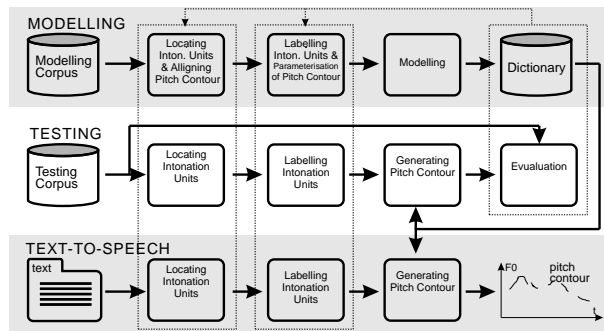 MODELLING
Modelling
Corpus
Locating
Inton. Units
& Alligning
Pitch Contour
Labelling
Inton. Units &
Parameterisation
of Pitch Contour
Modelling
Dictionary
TESTING
Testing
Corpus
Locating
Intonation
Units
Labelling
Intonation
Units
Generating
Pitch Contour
Evualuation
TEXT-TO-SPEECH
text
Locating
Intonation
Units
Labelling
Intonation
Units
Generating
Pitch Contour
F0
pitch
contour
t